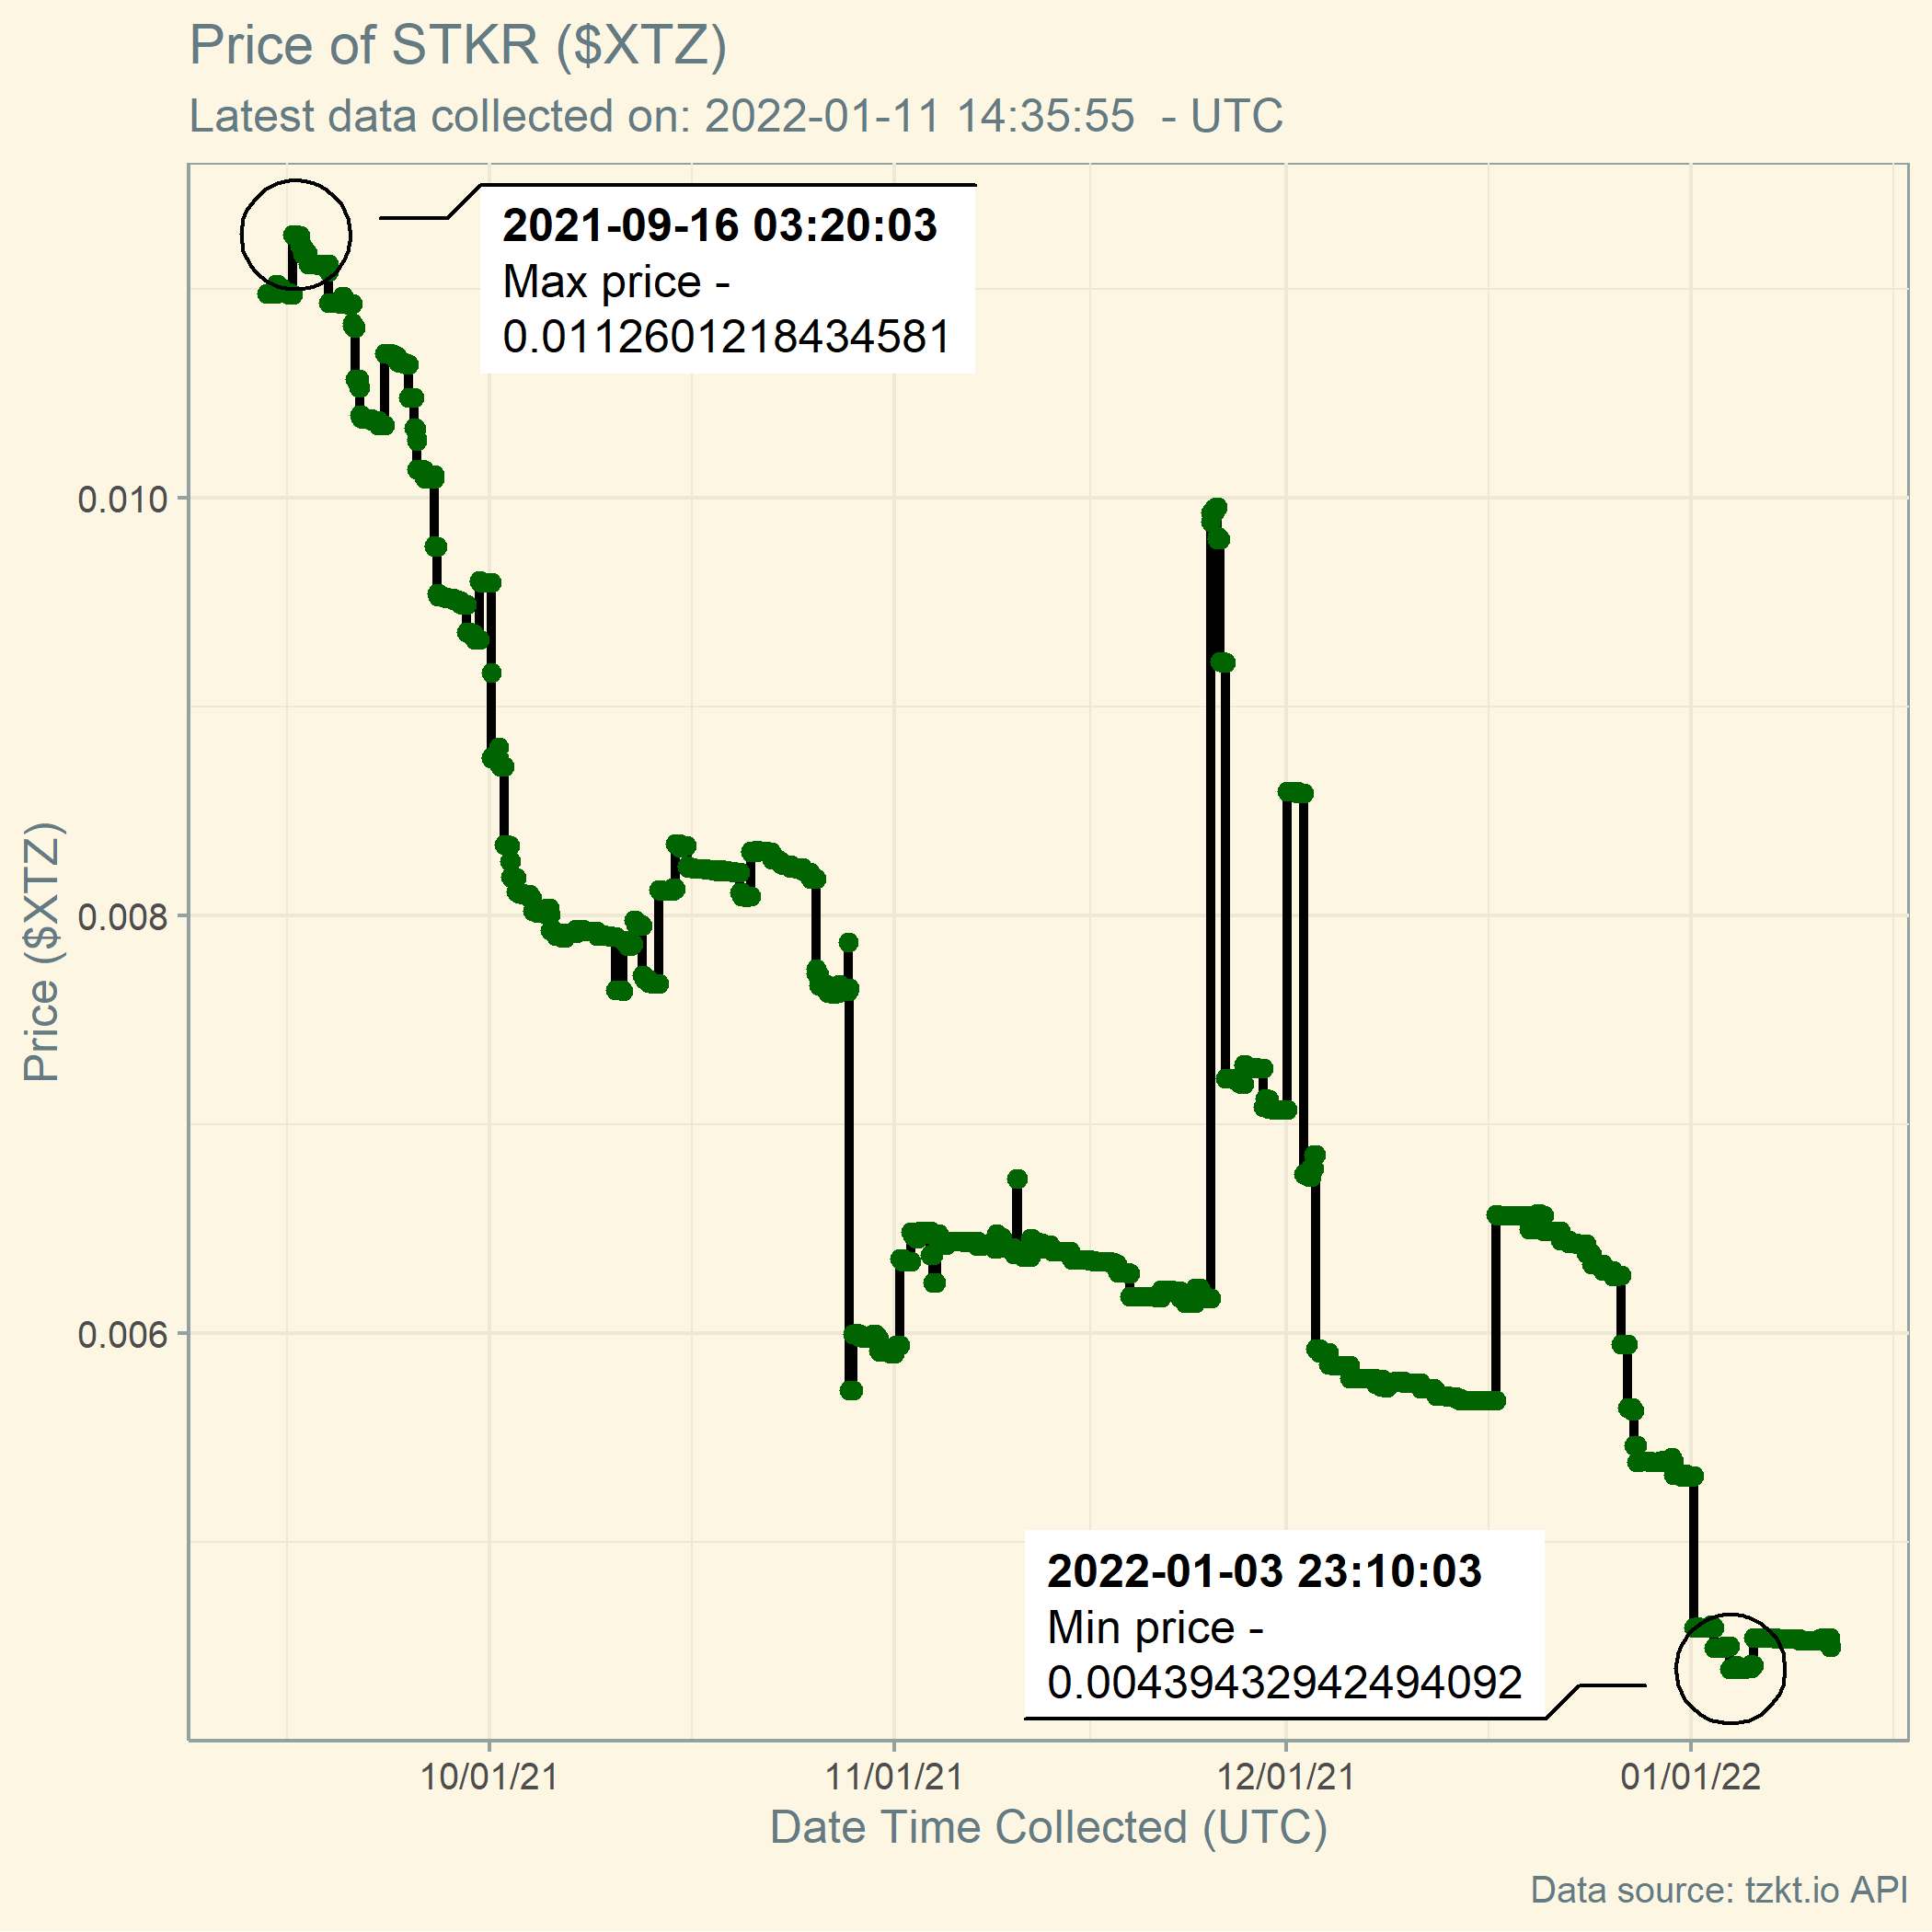 Price of STKR ($XTZ)
Latest data collected on: 2022-01-11 14:35:55  - UTC
2021-09-16 03:20:03
Max price -
0.0112601218434581
0.010
0.008
0.006
Price ($XTZ)
2022-01-03 23:10:03
Min price -
0.00439432942494092
10/01/21
11/01/21
12/01/21
01/01/22
Date Time Collected (UTC)
Data source: tzkt.io API